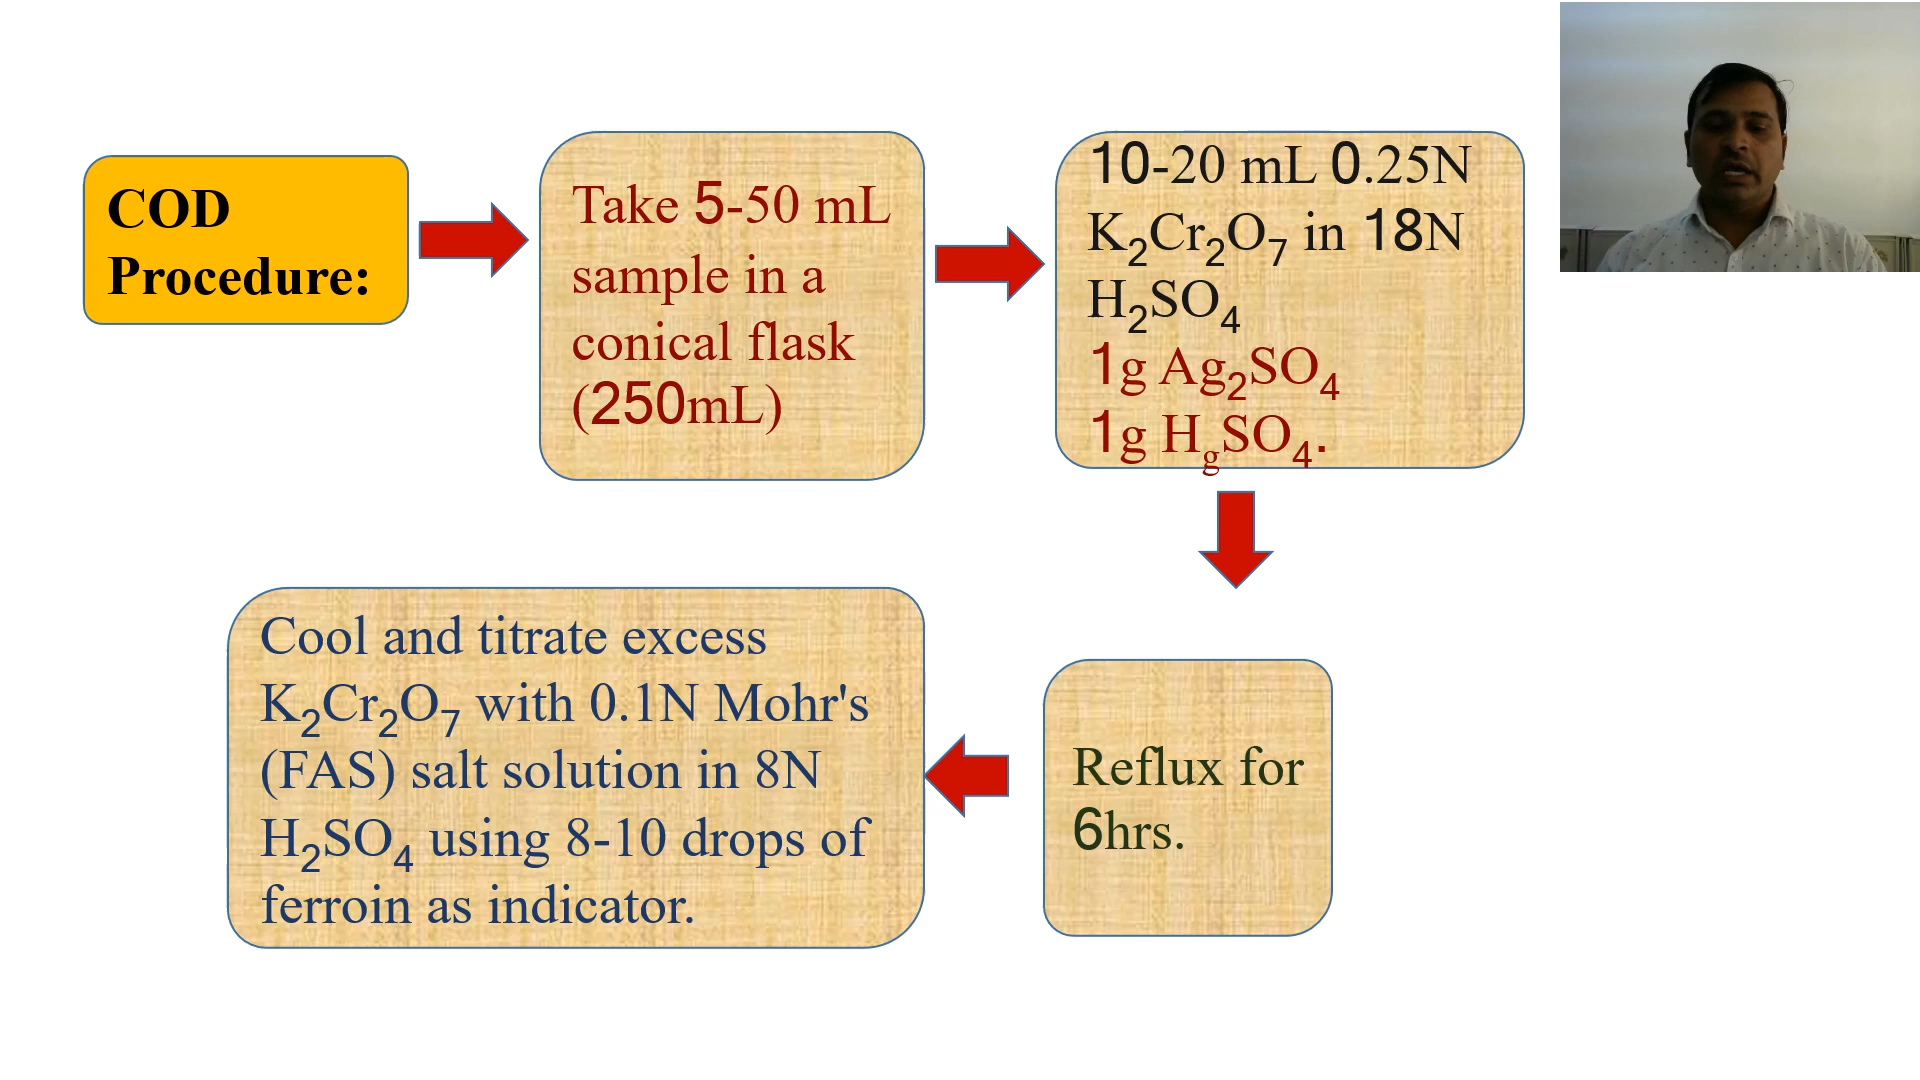 COD
Procedure:
Take 5-50 mL
sample in a
conical flask
(250mL)
10-20 mL 0.25N
K₂Cr₂O₇ in 18N
H₂SO₄
1g Ag₂SO₄
1g HgSO₄.
Reflux for
6hrs.
Cool and titrate excess
K₂Cr₂O₇ with 0.1N Mohr's
(FAS) salt solution in 8N
H₂SO₄ using 8-10 drops of
ferroin as indicator.